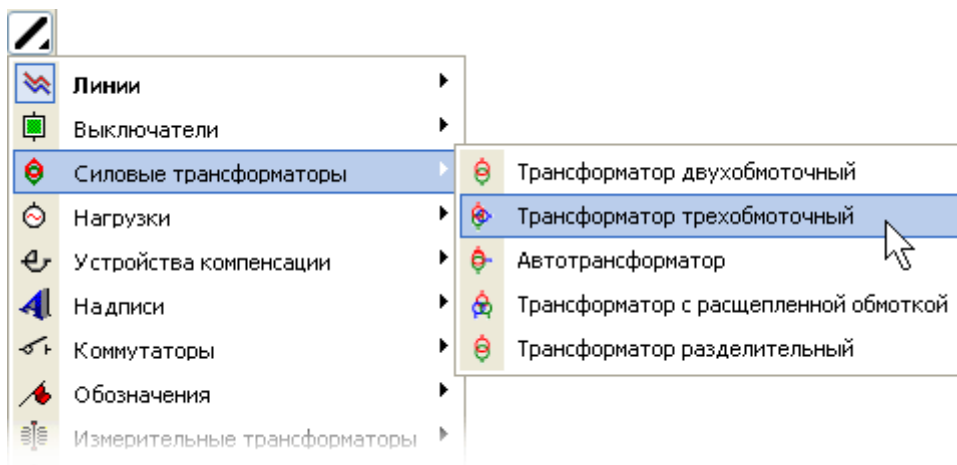 Линии
Выключатели
Силовые трансформаторы
Нагрузки
Устройства компенсации
Надписи
Коммутаторы
Обозначения
Измерительные трансформаторы
Трансформатор двухобмоточный
Трансформатор трехобмоточный
Автотрансформатор
Трансформатор с расщепленной обмоткой
Трансформатор разделительный